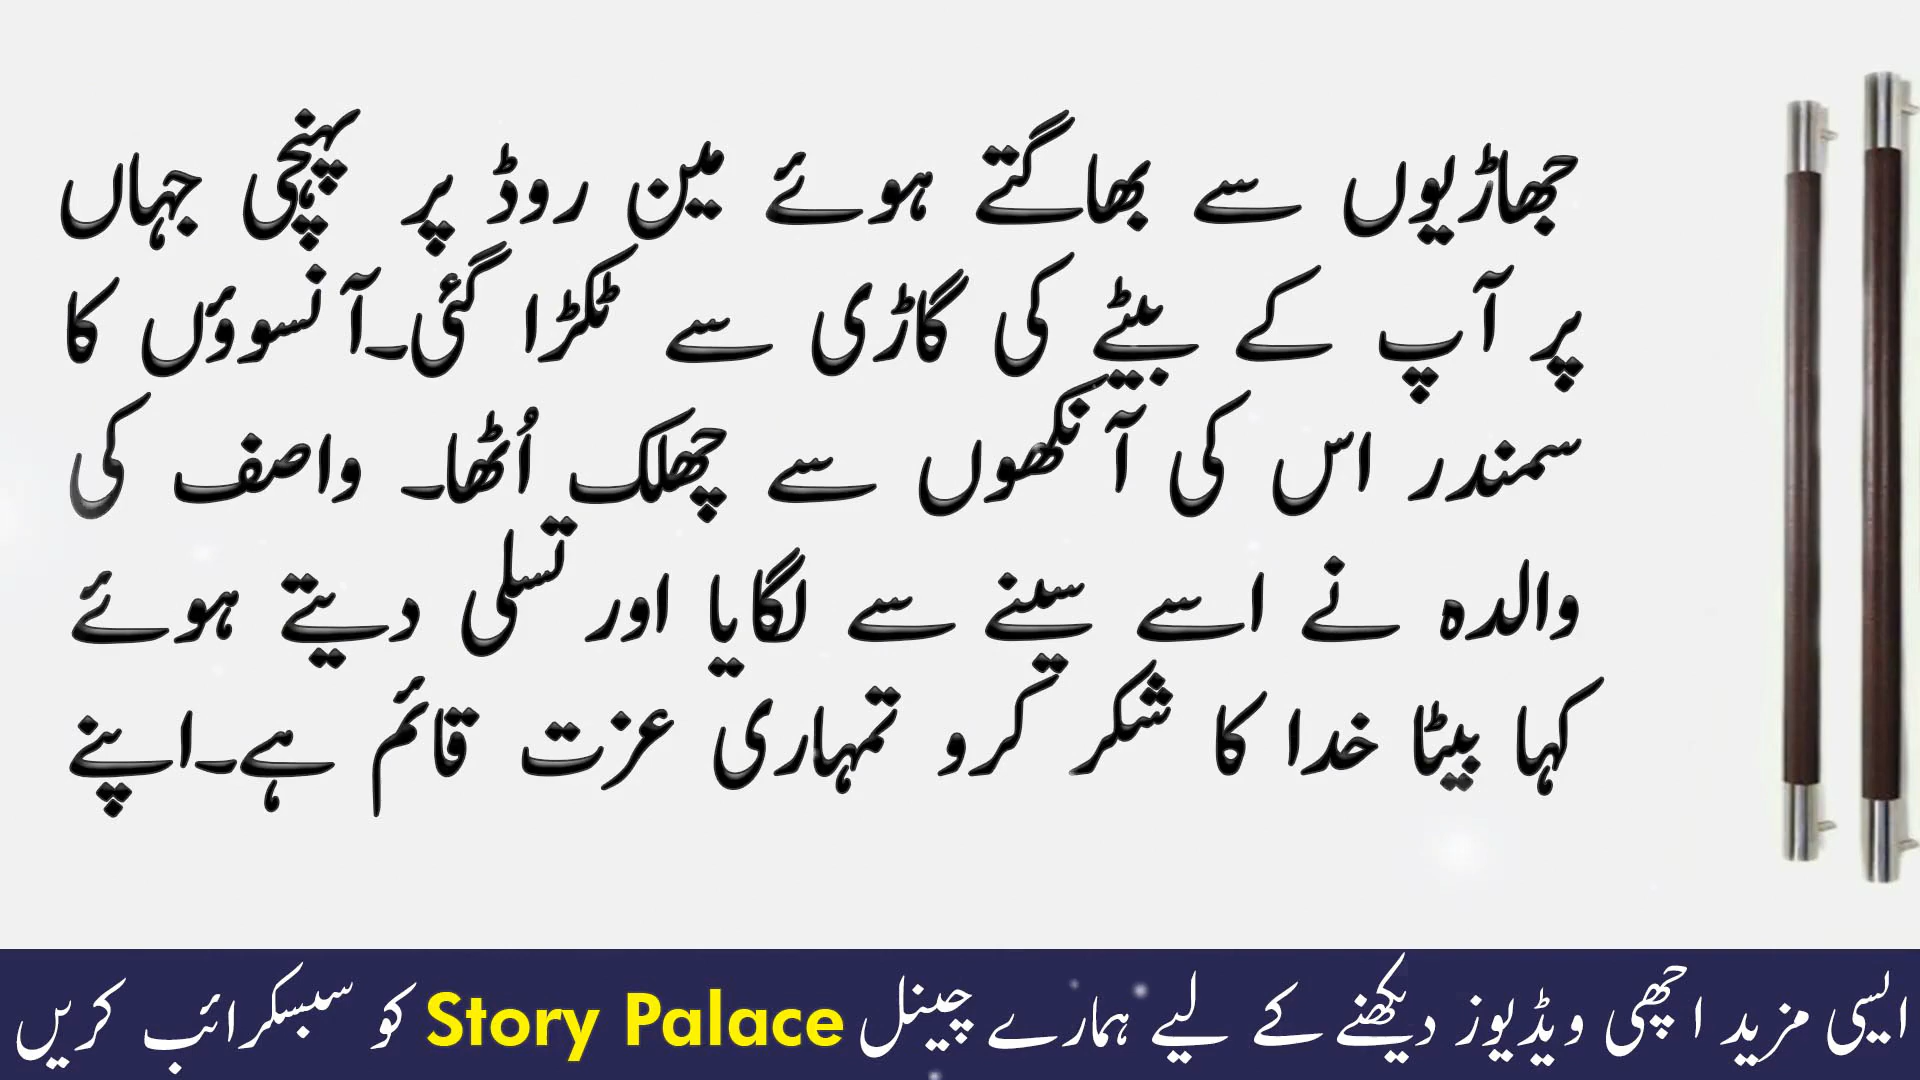 جھاڑیوں سے بھاگتے ہوئے مین روڈ پر پہنچی جہاں
پر آپ کے بیٹے کی گاڑی سے ٹکڑا گئی۔آنسوؤں کا
سمندر اس کی آنکھوں سے چھلک اُٹھا۔ واصف کی
والدہ نے اسے سینے سے لگایا اور تسلی دیتے ہوئے
کہا بیٹا خدا کا شکر کرو تمہاری عزت قائم ہے۔اپنے
ایسی مزید اچھی ویڈیوز دیکھنے کے لیے ہمارے چینل Story Palace کو سبسکرائب کریں